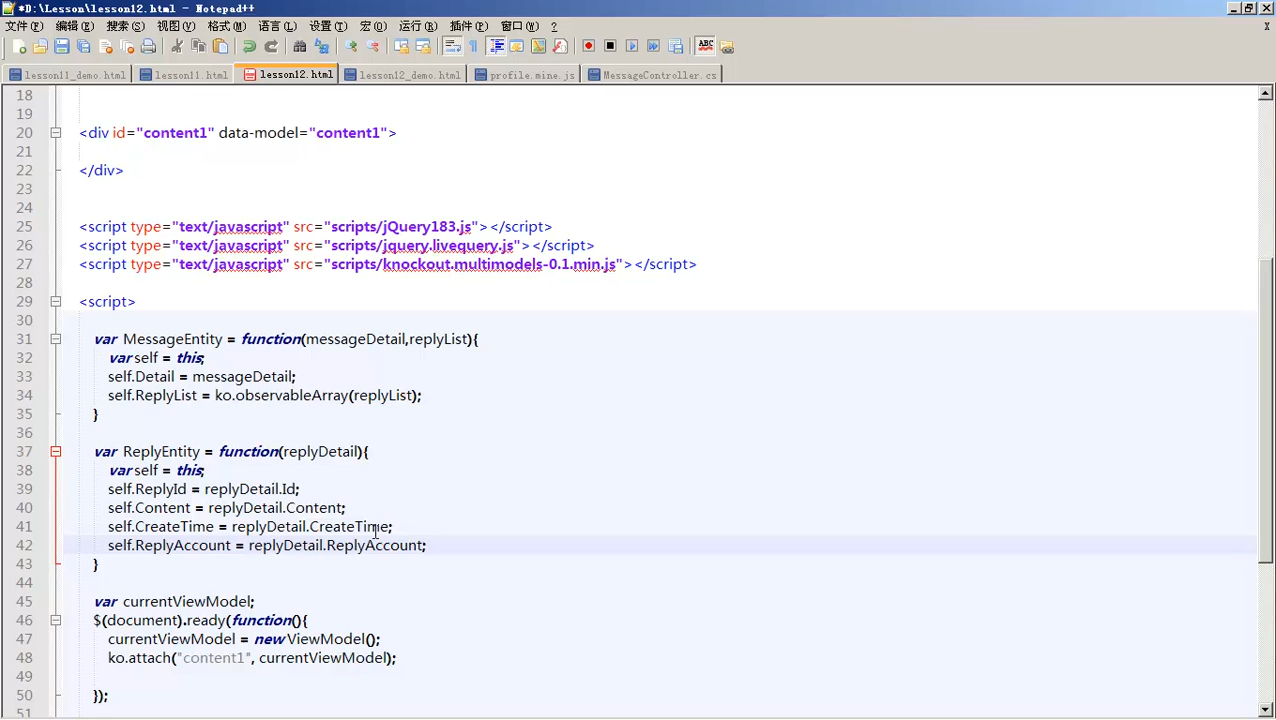 *D:\Lesson\lesson12.html - Notepad++
文件(F) 编辑(E) 搜索(S) 视图(V) 格式(M) 语言(L) 设置(T) 宏(O) 运行(R) 插件(P) 窗口(W) ? X
ABC
lesson11_demo.html lesson11.html lesson12.html lesson12_demo.html profile.mine.js MessageController.cs
18
19
20 <div id="content1" data-model="content1">
21
22 </div>
23
24
25 <script type="text/javascript" src="scripts/jQuery183.js"></script>
26 <script type="text/javascript" src="scripts/jquery.livequery.js"></script>
27 <script type="text/javascript" src="scripts/knockout.multimodels-0.1.min.js"></script>
28
29 <script>
30
31 var MessageEntity = function(messageDetail,replyList){
32 var self = this;
33 self.Detail = messageDetail;
34 self.ReplyList = ko.observableArray(replyList);
35 }
36
37 var ReplyEntity = function(replyDetail){
38 var self = this;
39 self.ReplyId = replyDetail.Id;
40 self.Content = replyDetail.Content;
41 self.CreateTime = replyDetail.CreateTime;
42 self.ReplyAccount = replyDetail.ReplyAccount;
43 }
44
45 var currentViewModel;
46 $(document).ready(function(){
47 currentViewModel = new ViewModel();
48 ko.attach("content1", currentViewModel);
49
50 });
51